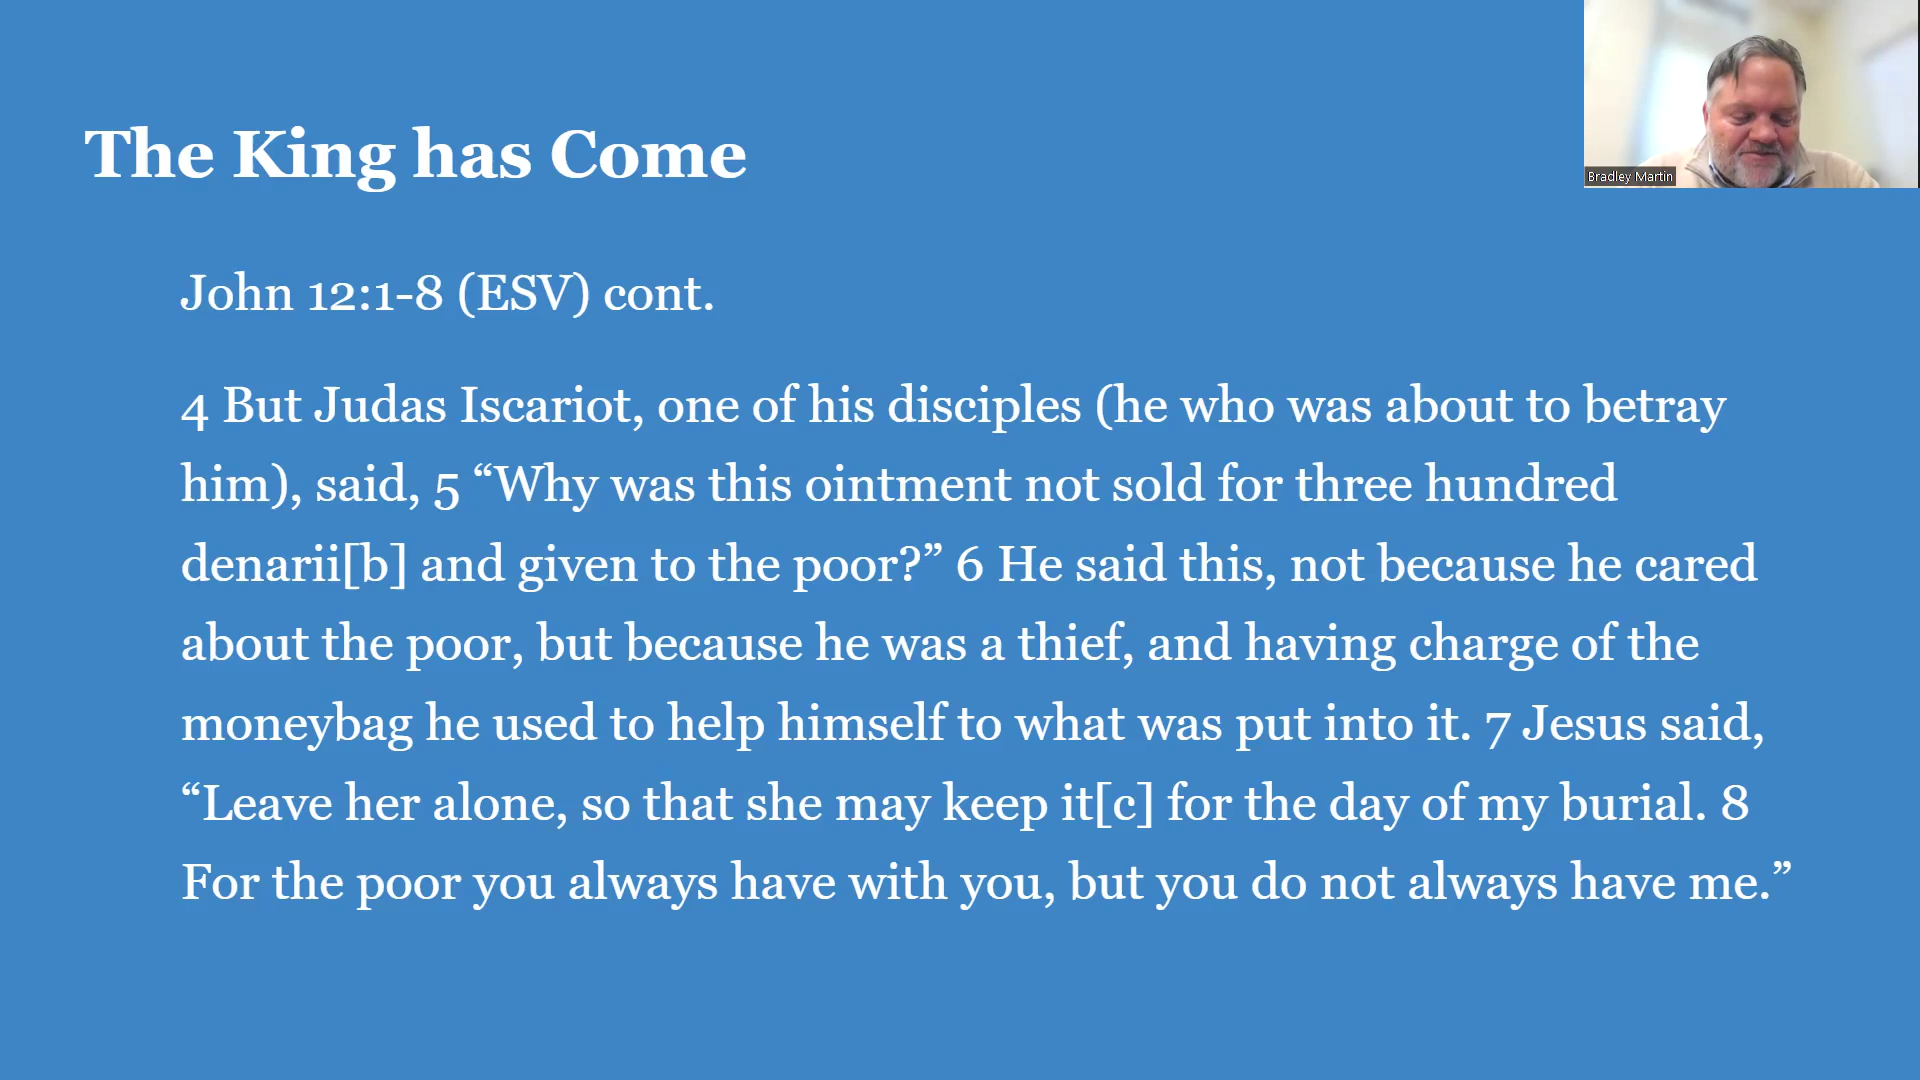 The King has Come
Bradley Martin
John 12:1-8 (ESV) cont.
4 But Judas Iscariot, one of his disciples (he who was about to betray
him), said, 5 “Why was this ointment not sold for three hundred
denarii[b] and given to the poor?” 6 He said this, not because he cared
about the poor, but because he was a thief, and having charge of the
moneybag he used to help himself to what was put into it. 7 Jesus said,
“Leave her alone, so that she may keep it[c] for the day of my burial. 8
For the poor you always have with you, but you do not always have me.”